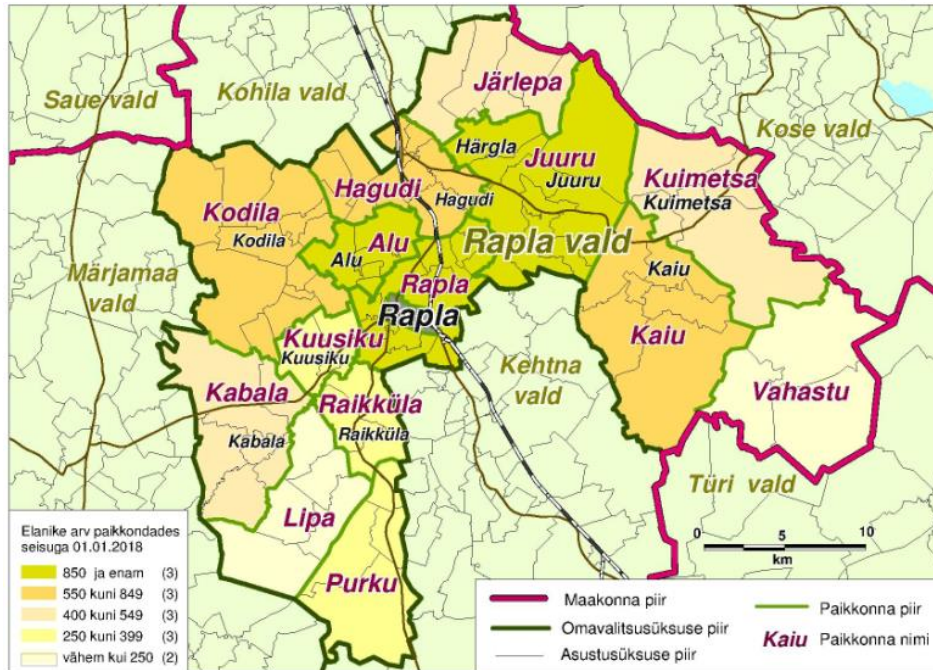 Saue vald
Kohila vald
Järlepa
Kose vald
Härgla
Juuru
Juuru
Kuimetsa
Kuimetsa
Hagudi
Hagudi
Kodila
Kodila
Alu
Alu
Rapla vald
Kaiu
Märjamaa
vald
Rapla
Rapla
Kuusiku
Kuusiku
Kaiu
Kehtna
vald
Vahastu
Kabala
Raikküla
Kabala
Raikküla
Türi vald
Lipa
Purku
Elanike arv paikkondades
seisuga 01.01.2018
850 ja enam (3)
550 kuni 849 (3)
400 kuni 549 (3)
250 kuni 399 (3)
vähem kui 250 (2)
0 5 10
km
Maakonna piir
Omavalitsusüksuse piir
Asustusüksuse piir
Paikkonna piir
Kaiu Paikkonna nimi